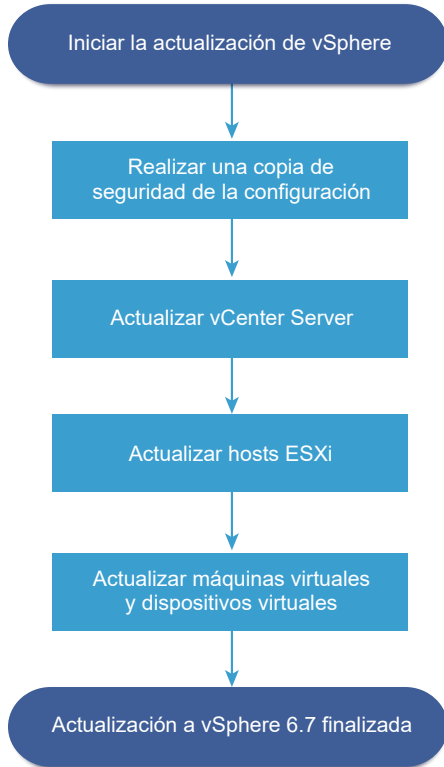 Iniciar la actualización de vSphere
Realizar una copia de
seguridad de la configuración
Actualizar vCenter Server
Actualizar hosts ESXi
Actualizar máquinas virtuales
y dispositivos virtuales
Actualización a vSphere 6.7 finalizada